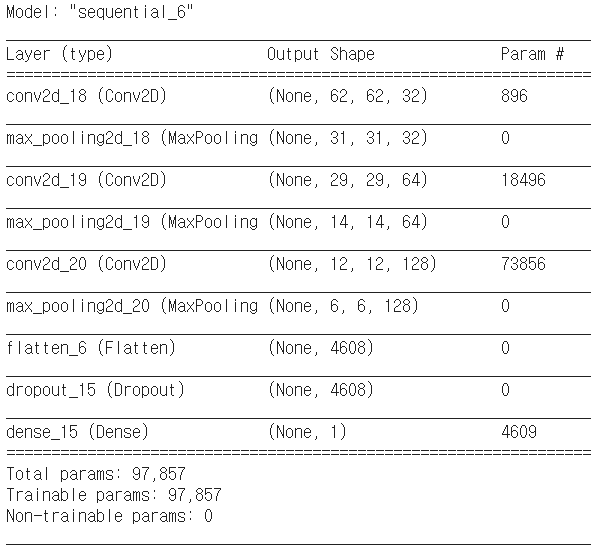 Model: "sequential_6"
Layer (type) Output Shape Param #
conv2d_18 (Conv2D) (None, 62, 62, 32) 896
max_pooling2d_18 (MaxPooling (None, 31, 31, 32) 0
conv2d_19 (Conv2D) (None, 29, 29, 64) 18496
max_pooling2d_19 (MaxPooling (None, 14, 14, 64) 0
conv2d_20 (Conv2D) (None, 12, 12, 128) 73856
max_pooling2d_20 (MaxPooling (None, 6, 6, 128) 0
flatten_6 (Flatten) (None, 4608) 0
dropout_15 (Dropout) (None, 4608) 0
dense_15 (Dense) (None, 1) 4609
Total params: 97,857
Trainable params: 97,857
Non-trainable params: 0